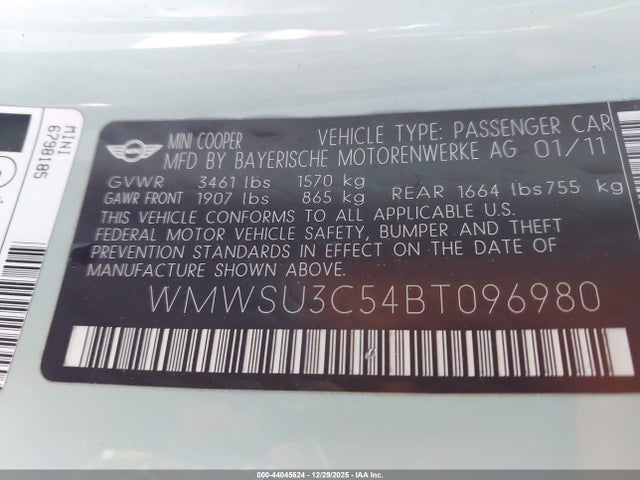 MINI
6798185
MINI COOPER VEHICLE TYPE: PASSENGER CAR
MFD BY BAYERISCHE MOTORENWERKE AG 01/11
GVWR 3461 lbs 1570 kg
GAWR FRONT 1907 lbs 865 kg REAR 1664 lbs 755 kg
THIS VEHICLE CONFORMS TO ALL APPLICABLE U.S.
FEDERAL MOTOR VEHICLE SAFETY, BUMPER AND THEFT
PREVENTION STANDARDS IN EFFECT ON THE DATE OF
MANUFACTURE SHOWN ABOVE.
WMWSU3C54BT096980
000-44045624 - 12/29/2025 - IAA Inc.